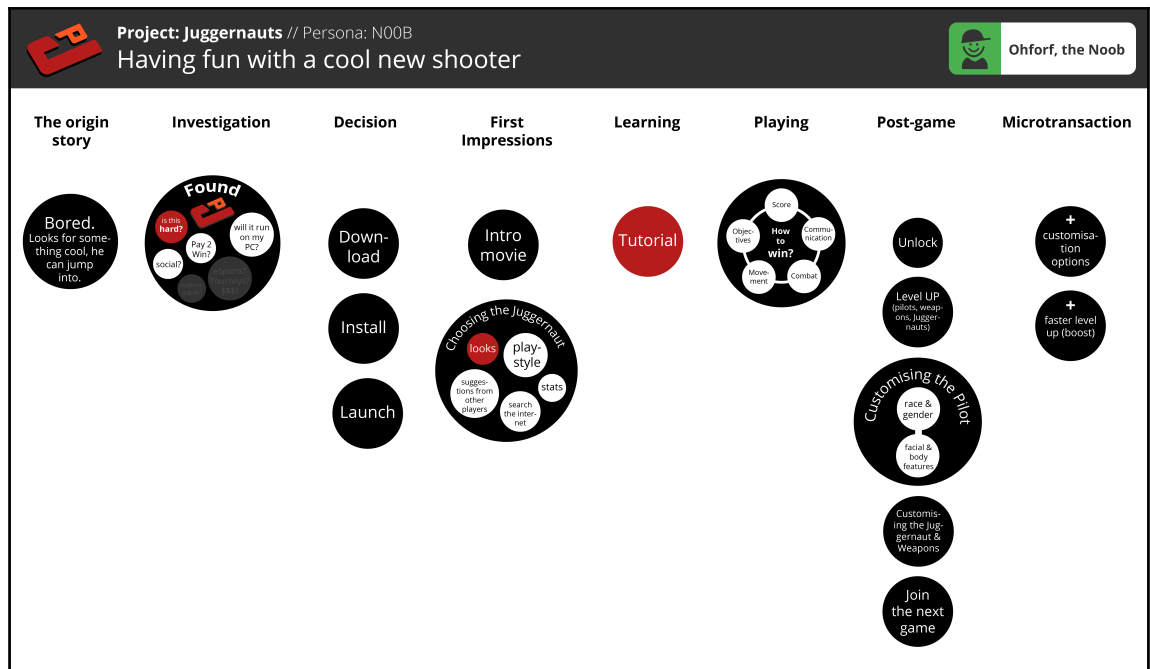 Project: Juggernauts // Persona: N00B
Having fun with a cool new shooter
Ohforf, the Noob
The origin
story
Investigation
Decision
First
Impressions
Learning
Playing
Post-game
Microtransaction
Bored.
Looks for some-
thing cool, he
can jump
into.
Found
is this
hard?
Pay 2
Win?
will it run
on my
PC?
social?
eSports?
Tourneys?
$$$?
Down-
load
Install
Launch
Intro
movie
Choosing the Juggernaut
looks
play-
style
sugges-
tions from
other
players
stats
search
the inter-
net
Tutorial
Score
Objec-
tives
How
to
win?
Commu-
nication
Move-
ment
Combat
Unlock
Level UP
(pilots, weap-
ons, Jugger-
nauts)
Customising the Pilot
race &
gender
facial &
body
features
Customis-
ing the Jug-
gernaut &
Weapons
Join
the next
game
+
customisa-
tion
options
+
faster level
up (boost)